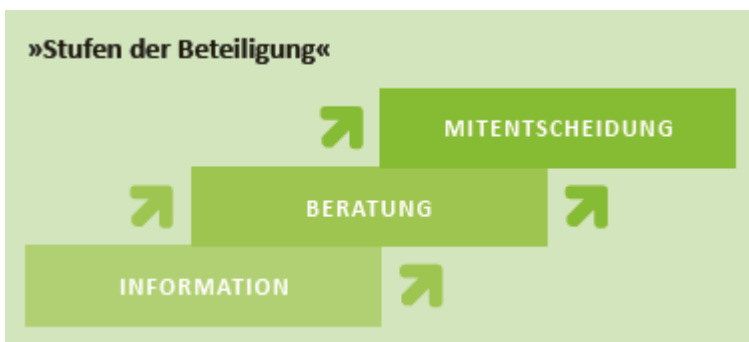 »Stufen der Beteiligung«
MITENTSCHEIDUNG
BERATUNG
INFORMATION